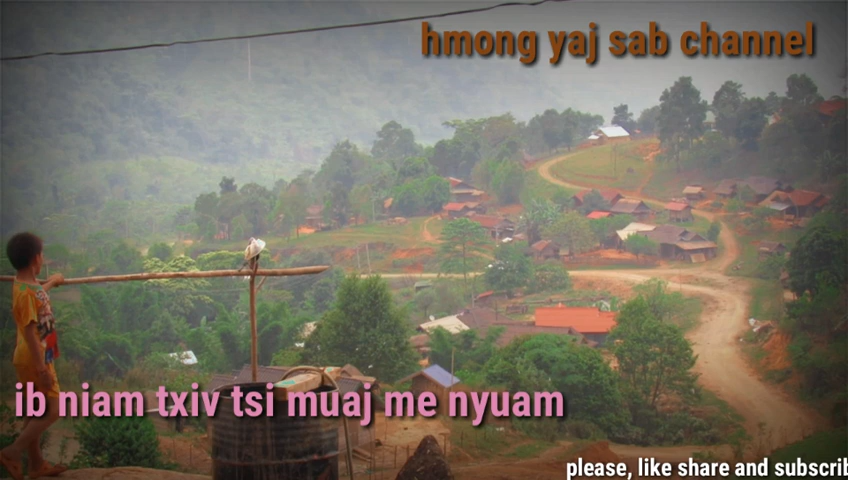 hmong yaj sab channel
ib niam txiv tsi muaj me nyuam
please, like share and subscrib